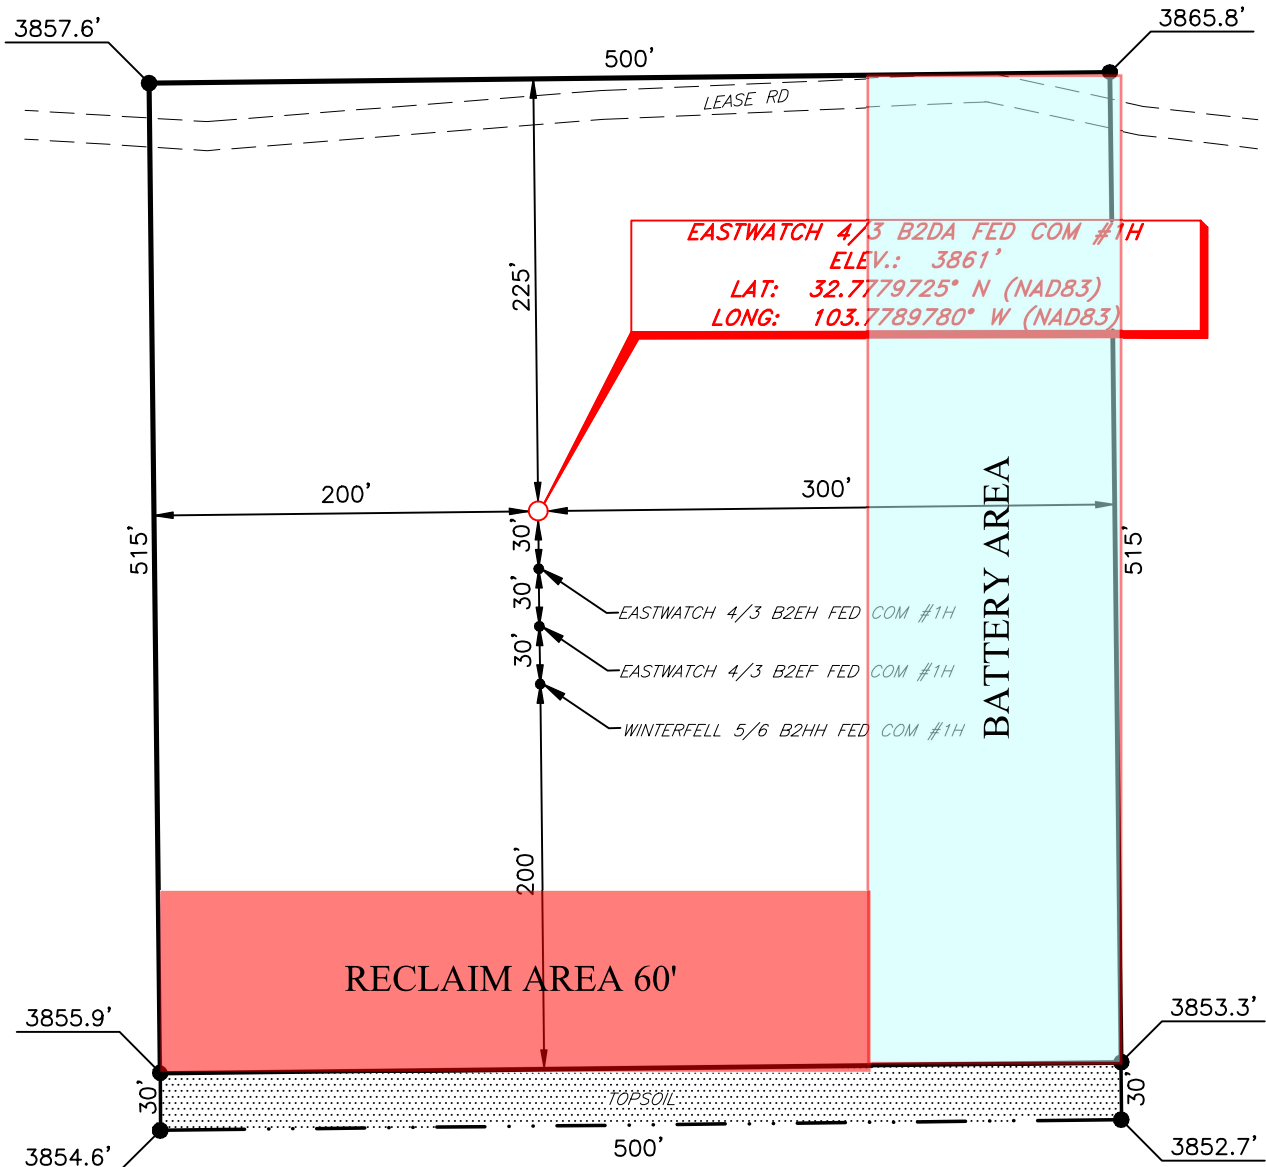 3857.6'
3865.8'
500'
LEASE RD
EASTWATCH 4/3 B2DA FED COM #1H
ELEV.: 3861'
LAT: 32.7779725° N (NAD83)
LONG: 103.7789780° W (NAD83)
225'
200'
300'
515'
30'
515'
BATTERY AREA
30'
EASTWATCH 4/3 B2EH FED COM #1H
30'
EASTWATCH 4/3 B2EF FED COM #1H
WINTERFELL 5/6 B2HH FED COM #1H
200'
RECLAIM AREA 60'
3855.9'
3853.3'
30'
TOPSOIL
30'
3854.6'
500'
3852.7'